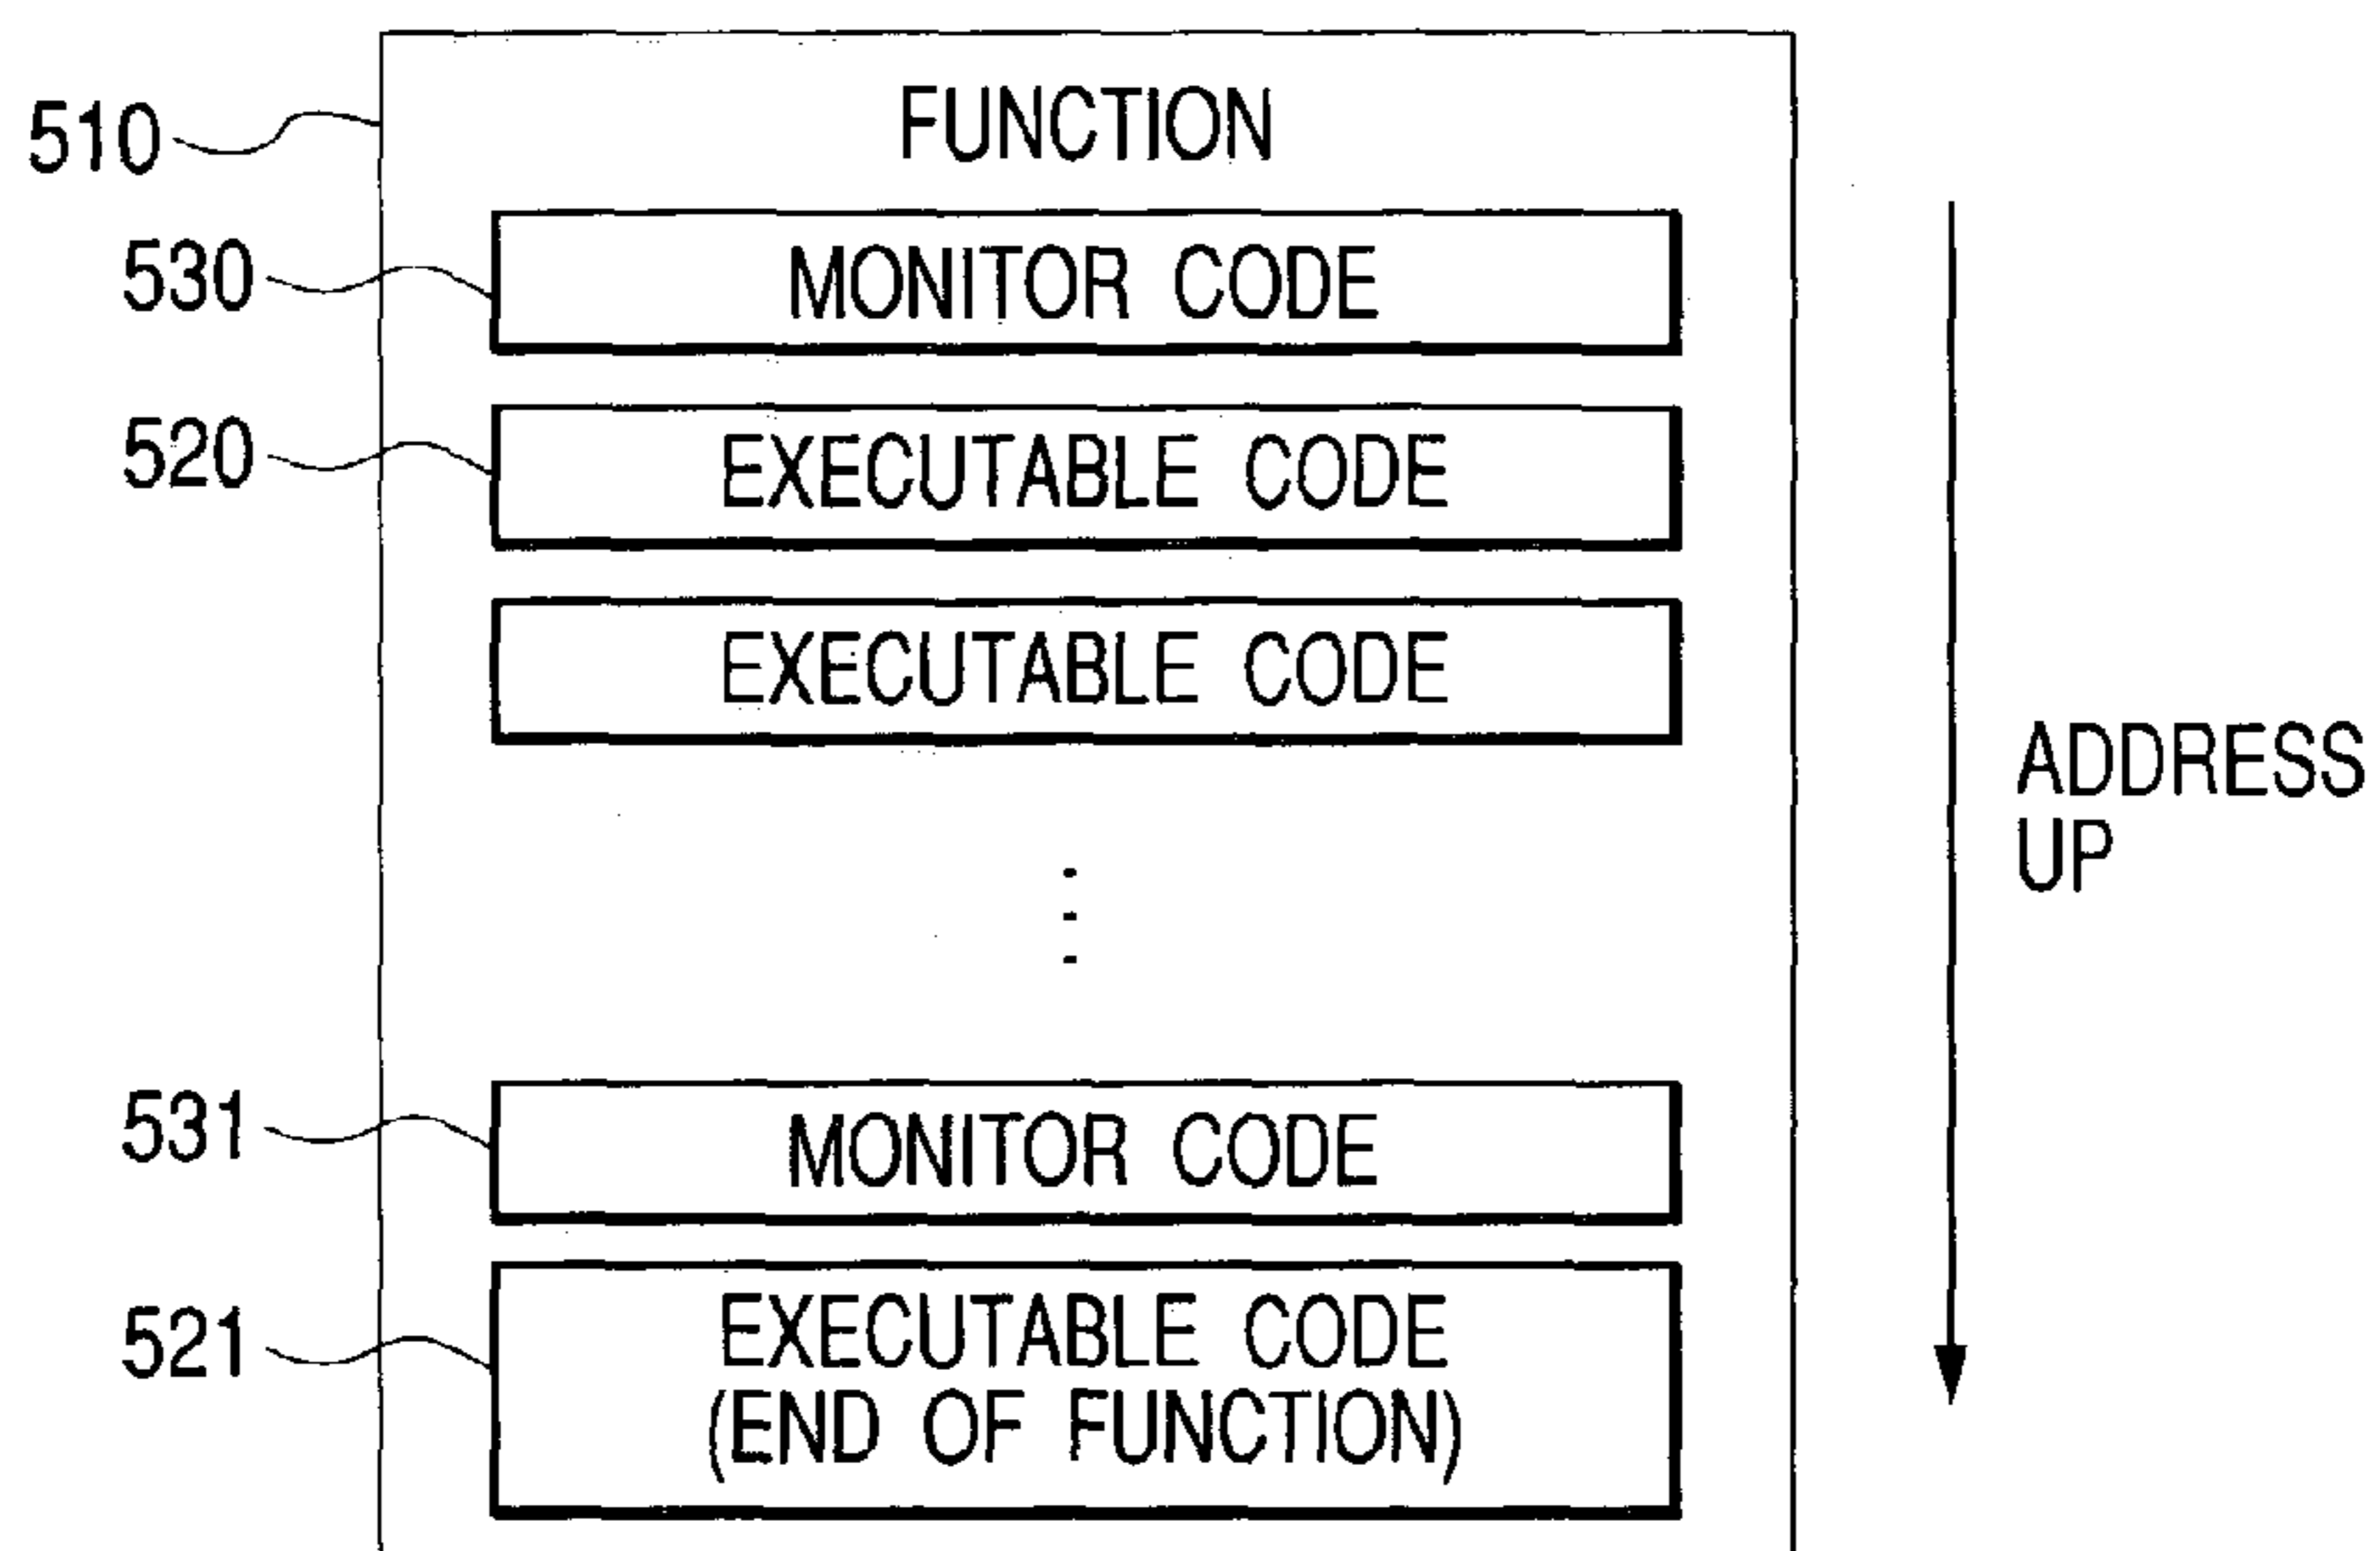 FUNCTION
510
530
MONITOR CODE
520
EXECUTABLE CODE
EXECUTABLE CODE
ADDRESS
UP
531
MONITOR CODE
521
EXECUTABLE CODE
(END OF FUNCTION)